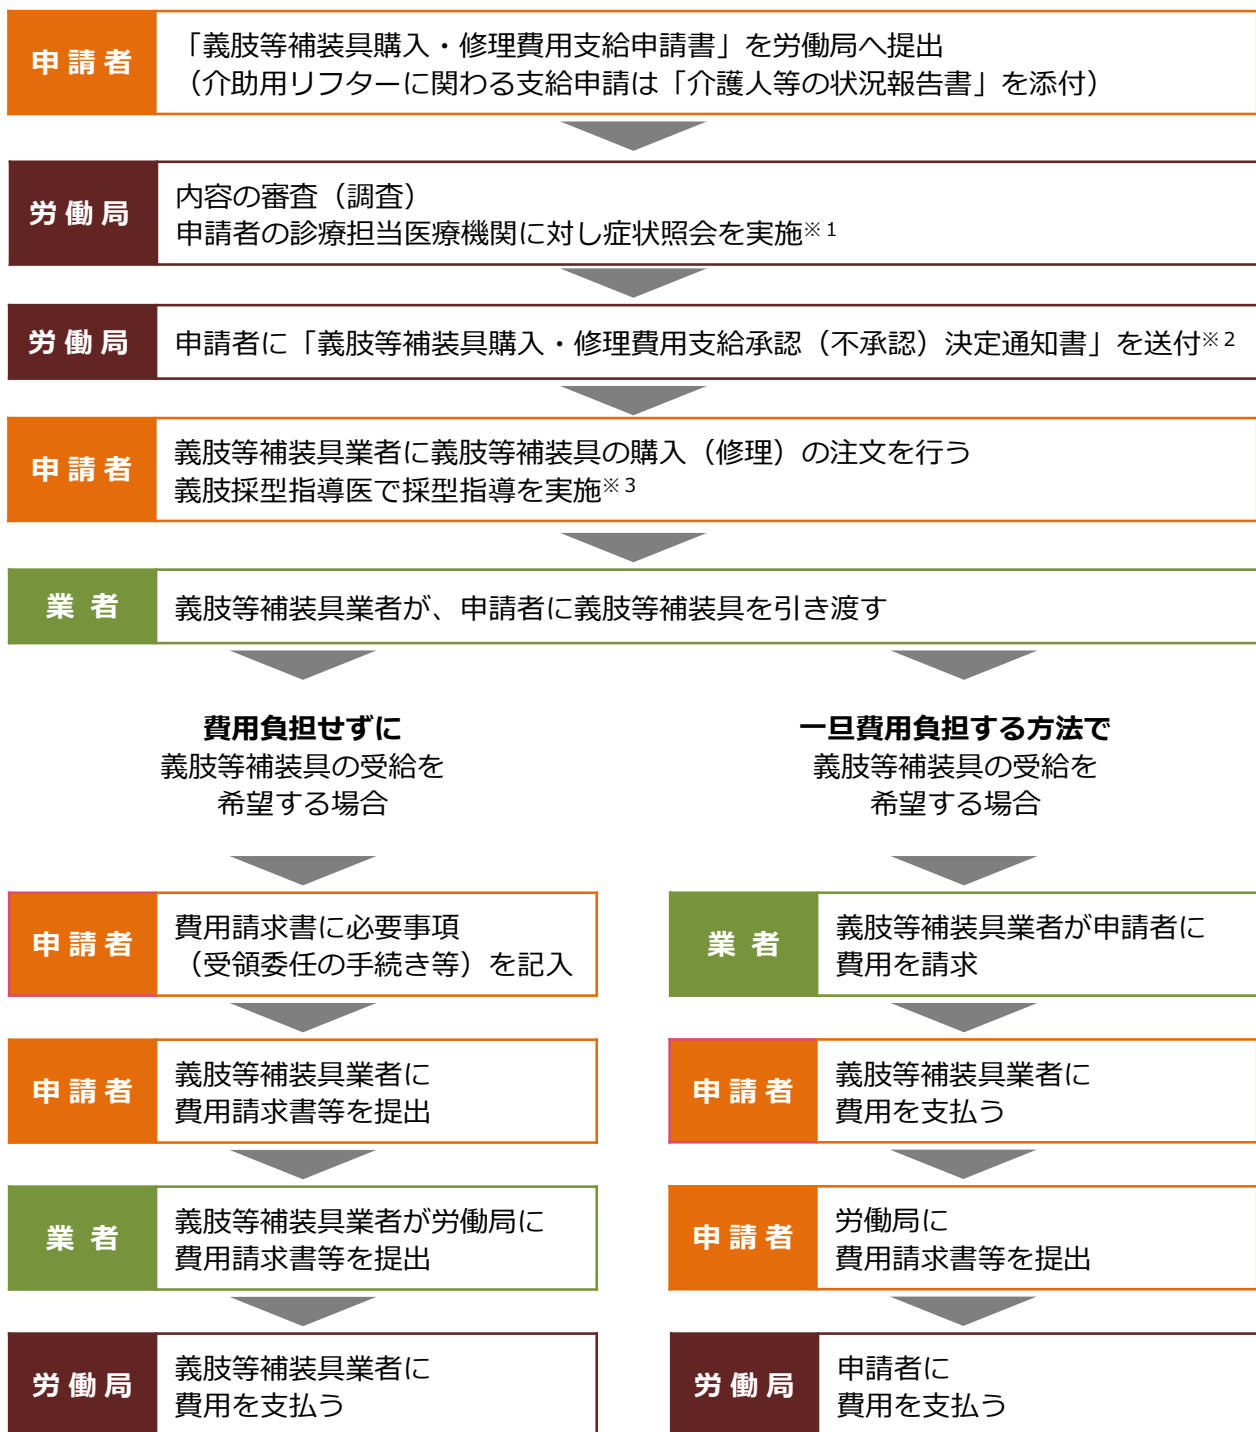 申請者
「義肢等補装具購入・修理費用支給申請書」を労働局へ提出
（介助用リフターに関わる支給申請は「介護人等の状況報告書」を添付）
労働局
内容の審査（調査）
申請者の診療担当医療機関に対し症状照会を実施※1
労働局
申請者に「義肢等補装具購入・修理費用支給承認（不承認）決定通知書」を送付※2
申請者
義肢等補装具業者に義肢等補装具の購入（修理）の注文を行う
義肢採型指導医で採型指導を実施※3
業者
義肢等補装具業者が、申請者に義肢等補装具を引き渡す
費用負担せずに
義肢等補装具の受給を
希望する場合
一旦費用負担する方法で
義肢等補装具の受給を
希望する場合
申請者
費用請求書に必要事項
（受領委任の手続き等）を記入
業者
義肢等補装具業者が申請者に
費用を請求
申請者
義肢等補装具業者に
費用請求書等を提出
申請者
義肢等補装具業者に
費用を支払う
業者
義肢等補装具業者が労働局に
費用請求書等を提出
申請者
労働局に
費用請求書等を提出
労働局
義肢等補装具業者に
費用を支払う
労働局
申請者に
費用を支払う